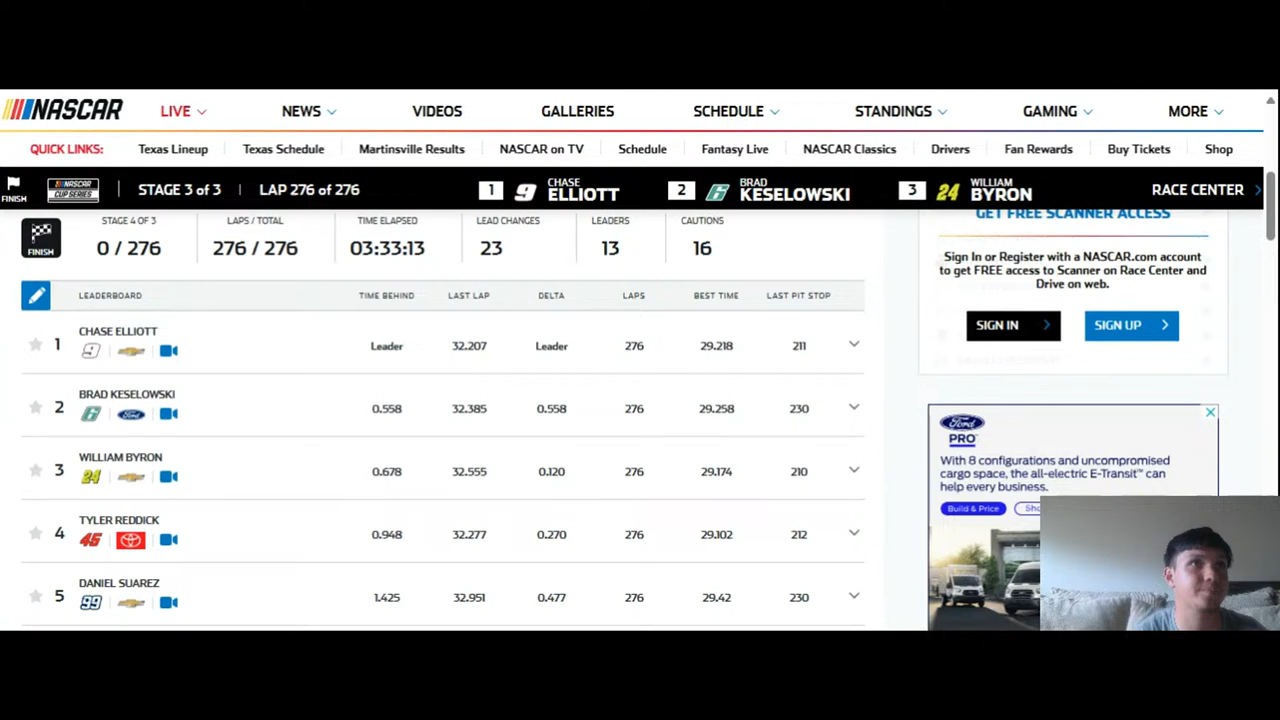 NASCAR
LIVE NEWS VIDEOS GALLERIES SCHEDULE STANDINGS GAMING MORE
QUICK LINKS: Texas Lineup Texas Schedule Martinsville Results NASCAR on TV Schedule Fantasy Live NASCAR Classics Drivers Fan Rewards Buy Tickets Shop
FINISH NASCAR CUP SERIES STAGE 3 OF 3 LAP 276 OF 276 1 9 CHASE ELLIOTT 2 6 BRAD KESELOWSKI 3 24 WILLIAM BYRON RACE CENTER
STAGE 4 OF 3 LAPS / TOTAL TIME ELAPSED LEAD CHANGES LEADERS CAUTIONS
FINISH 0 / 276 276 / 276 03:33:13 23 13 16
LEADERBOARD TIME BEHIND LAST LAP DELTA LAPS BEST TIME LAST PIT STOP
CHASE ELLIOTT
1 Leader 32.207 Leader 276 29.218 211
9
BRAD KESELOWSKI
2 0.558 32.385 0.558 276 29.258 230
6 Ford
WILLIAM BYRON
3 0.678 32.555 0.120 276 29.174 210
24
TYLER REDDICK
4 0.948 32.277 0.270 276 29.102 212
45
DANIEL SUAREZ
5 1.425 32.951 0.477 276 29.42 230
99
GET FREE SCANNER ACCESS
Sign In or Register with a NASCAR.com account
to get FREE access to Scanner on Race Center and
Drive on web.
SIGN IN SIGN UP
Ford
PRO™
With 8 configurations and uncompromised
cargo space, the all-electric E-Transit™ can
help every business.
Build & Price